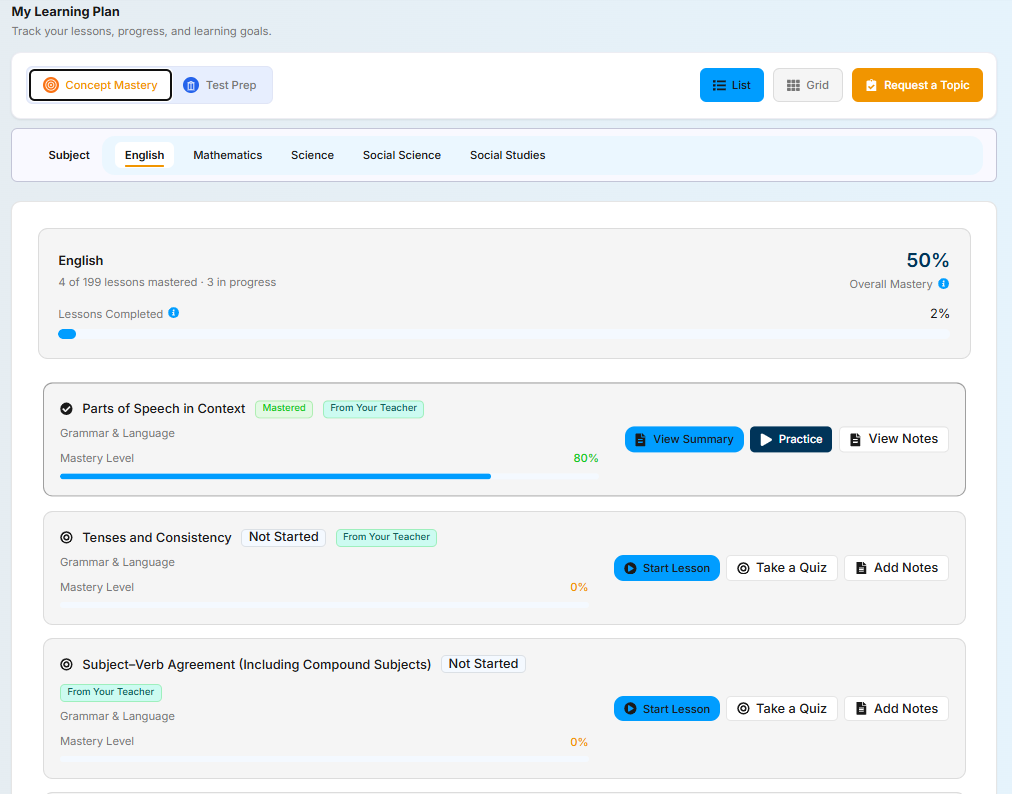 My Learning Plan
Track your lessons, progress, and learning goals.
Concept Mastery Test Prep List Grid Request a Topic
Subject English Mathematics Science Social Science Social Studies
English 50%
4 of 199 lessons mastered · 3 in progress Overall Mastery
Lessons Completed 2%
Parts of Speech in Context Mastered From Your Teacher
Grammar & Language
View Summary Practice View Notes
Mastery Level 80%
Tenses and Consistency Not Started From Your Teacher
Grammar & Language
Start Lesson Take a Quiz Add Notes
Mastery Level 0%
Subject–Verb Agreement (Including Compound Subjects) Not Started
From Your Teacher
Start Lesson Take a Quiz Add Notes
Grammar & Language
Mastery Level 0%